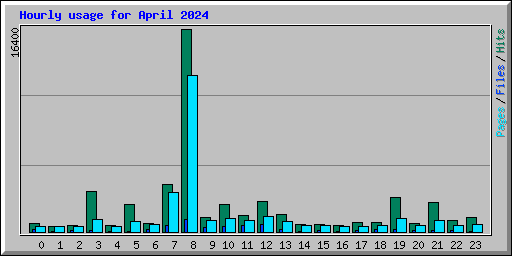 Hourly usage for April 2024
16400
Pages / Files / Hits
0 1 2 3 4 5 6 7 8 9 10 11 12 13 14 15 16 17 18 19 20 21 22 23